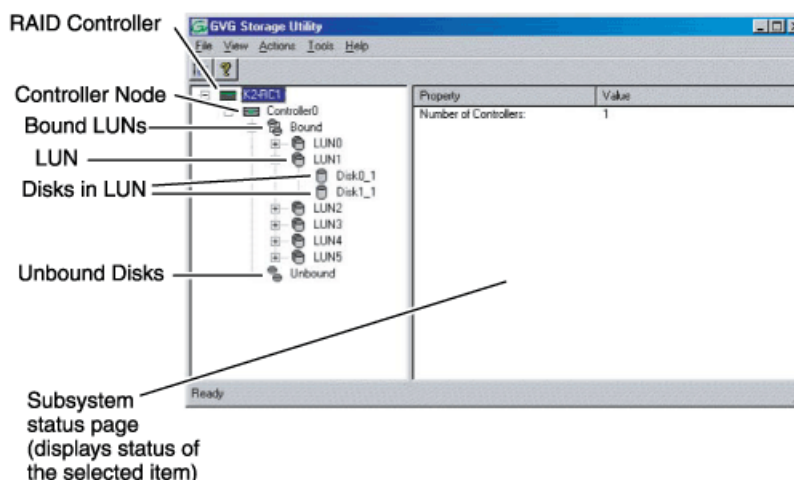 RAID Controller
Controller Node
Bound LUNs
LUN
Disks in LUN
Unbound Disks
Subsystem
status page
(displays status of
the selected item)
GVG Storage Utility
File View Actions Tools Help
K2-RC1
Controller0
Bound
LUN0
LUN1
Disk0_1
Disk1_1
LUN2
LUN3
LUN4
LUN5
Unbound
Property Value
Number of Controllers: 1
Ready